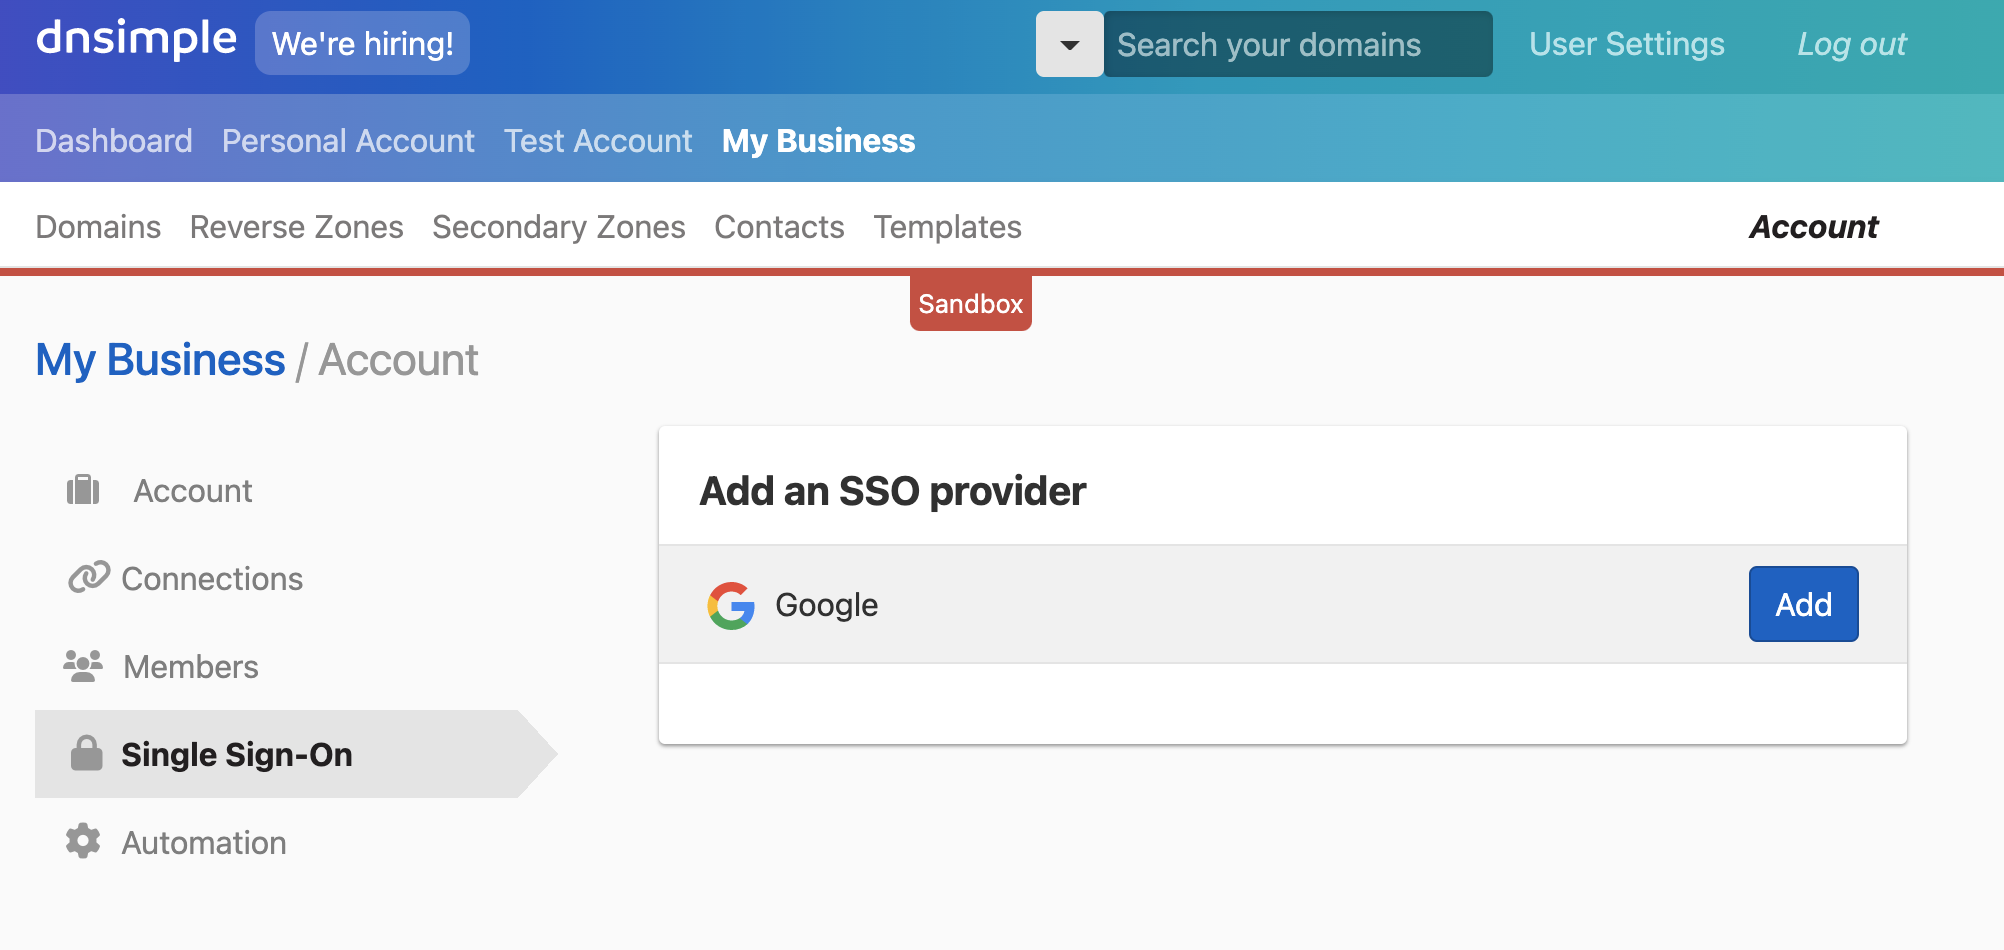 dnsimple We're hiring! Search your domains User Settings Log out
Dashboard Personal Account Test Account My Business
Domains Reverse Zones Secondary Zones Contacts Templates Account
Sandbox
My Business / Account
Account
Connections
Members
Single Sign-On
Automation
Add an SSO provider
Google Add